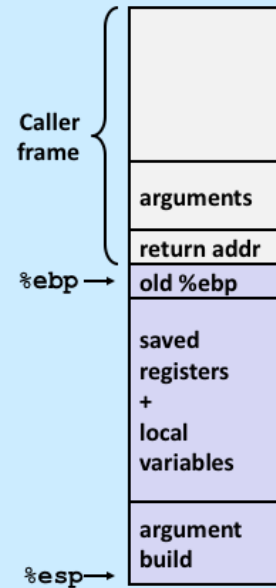 Caller
frame
arguments
return addr
%ebp
old %ebp
saved
registers
+
local
variables
argument
build
%esp